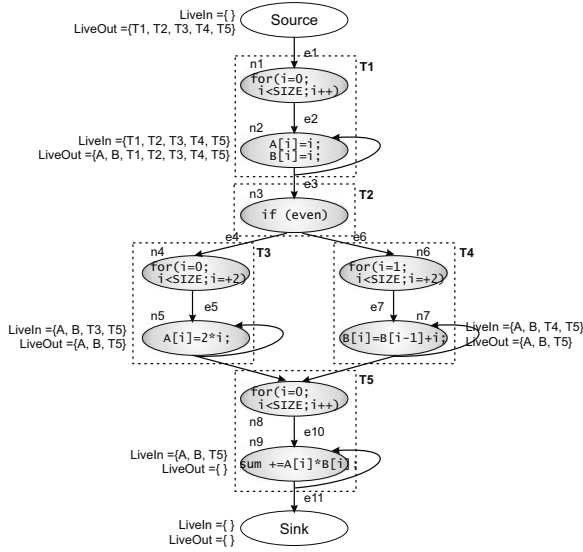 LiveIn ={ }
LiveOut ={T1, T2, T3, T4, T5}
Source
e1
n1
T1
for(i=0;
i<SIZE;i++)
e2
n2
LiveIn ={T1, T2, T3, T4, T5}
LiveOut ={A, B, T1, T2, T3, T4, T5}
A[i]=i;
B[i]=i;
e3
n3
T2
if (even)
e4
e6
n4
T3
n6
T4
for(i=0;
i<SIZE;i=+2)
for(i=1;
i<SIZE;i=+2)
e5
e7
n5
n7
LiveIn ={A, B, T3, T5}
LiveOut ={A, B, T5}
A[i]=2*i;
B[i]=B[i-1]+i;
LiveIn ={A, B, T4, T5}
LiveOut ={A, B, T5}
T5
for(i=0;
i<SIZE;i++)
n8
e10
n9
LiveIn ={A, B, T5}
LiveOut ={ }
sum +=A[i]*B[i]
e11
LiveIn ={ }
LiveOut ={ }
Sink